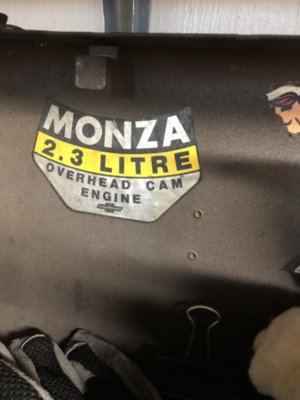 MONZA
2.3 LITRE
OVERHEAD CAM
ENGINE